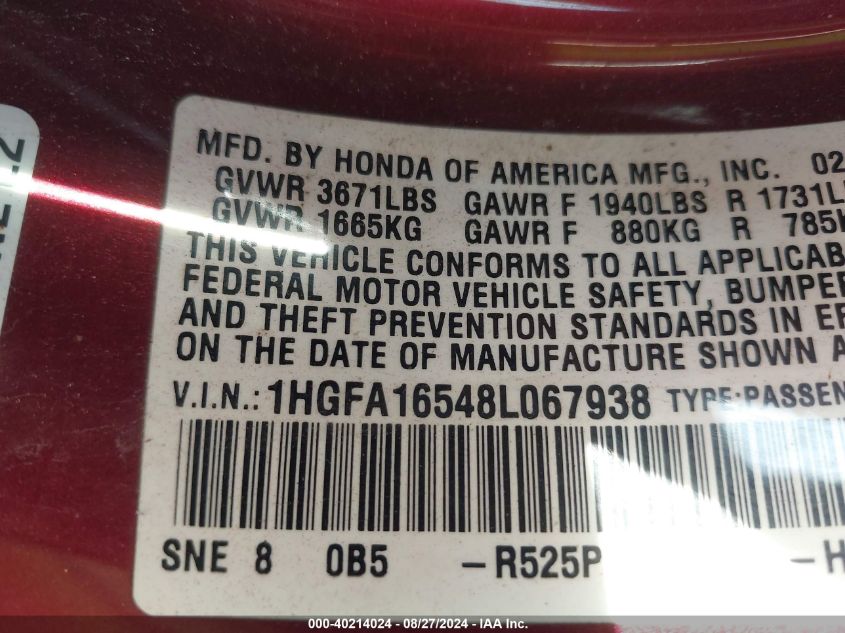 MFD. BY HONDA OF AMERICA MFG., INC. 02
GVWR 3671LBS GAWR F 1940LBS R 1731L
GVWR 1665KG GAWR F 880KG R 785
THIS VEHICLE CONFORMS TO ALL APPLICAB
FEDERAL MOTOR VEHICLE SAFETY, BUMPER
AND THEFT PREVENTION STANDARDS IN EF
ON THE DATE OF MANUFACTURE SHOWN A
V.I.N.: 1HGFA16548L067938 TYPE:PASSEN
SNE 8 0B5 -R525P -H
000-40214024 - 08/27/2024 - IAA Inc.